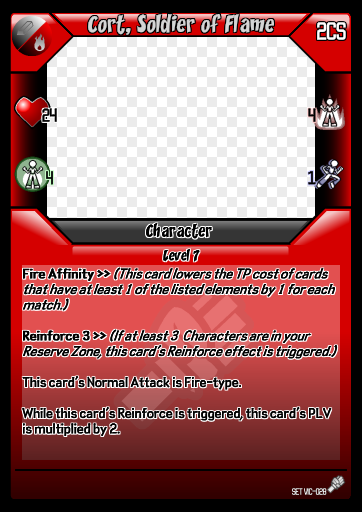 Cort, Soldier of Flame
2CS
24
4
4
1
Character
Level 1
Fire Affinity >> (This card lowers the TP cost of cards
that have at least 1 of the listed elements by 1 for each
match.)
Reinforce 3 >> (If at least 3 Characters are in your
Reserve Zone, this card's Reinforce effect is triggered.)
This card's Normal Attack is Fire-type.
While this card's Reinforce is triggered, this card's PLV
is multiplied by 2.
SET VIC-028